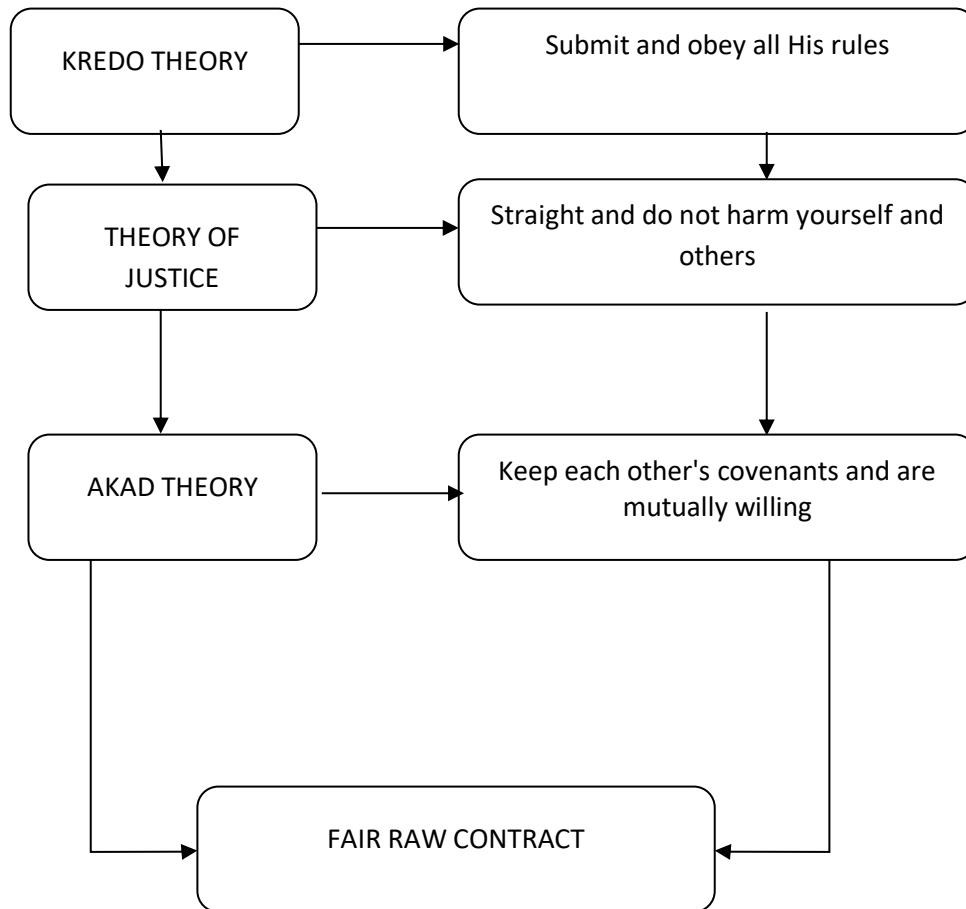 KREDO THEORY
Submit and obey all His rules
THEORY OF
JUSTICE
Straight and do not harm yourself and
others
AKAD THEORY
Keep each other's covenants and are
mutually willing
FAIR RAW CONTRACT